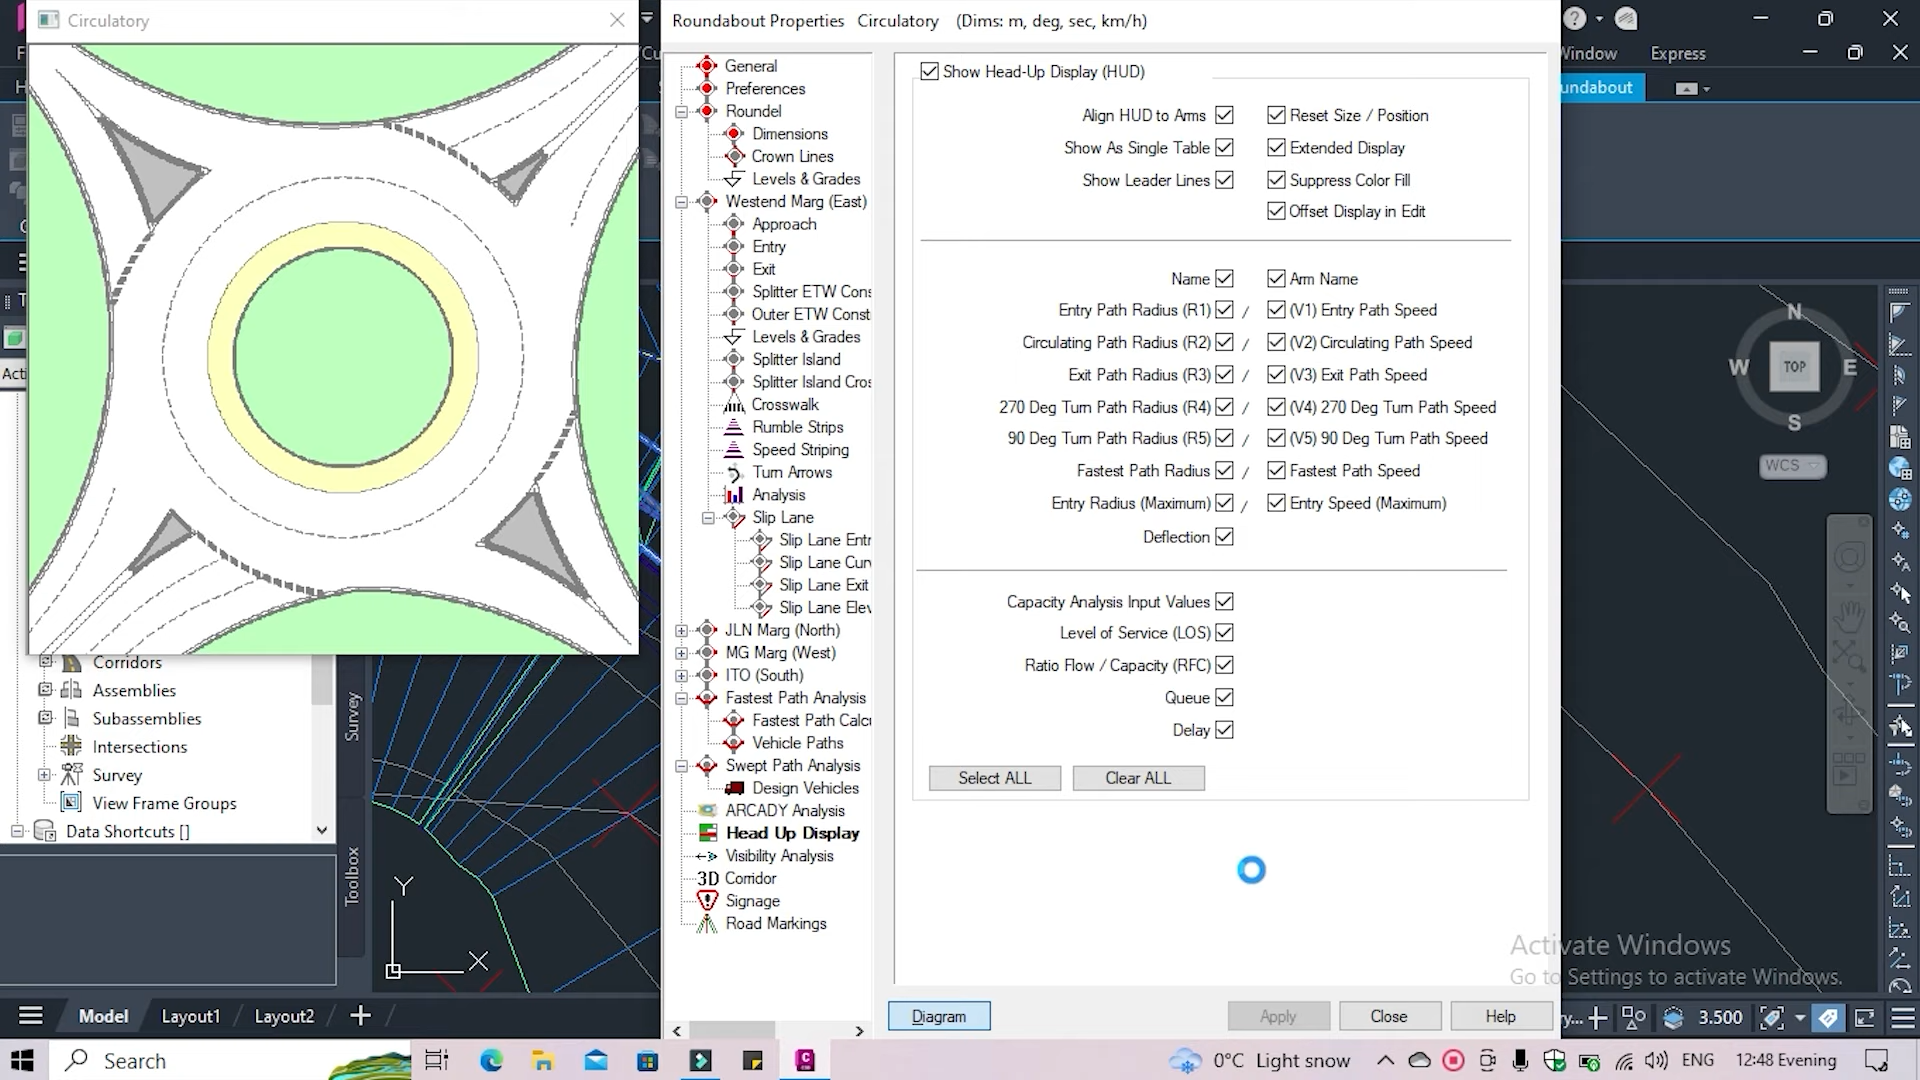 Circulatory
Roundabout Properties   Circulatory   (Dims: m, deg, sec, km/h)
Window
Express
undabout
General
Preferences
Roundel
Dimensions
Crown Lines
Levels & Grades
Westend Marg (East)
Approach
Entry
Exit
Splitter ETW Cons
Outer ETW Const
Levels & Grades
Splitter Island
Splitter Island Cros
Crosswalk
Rumble Strips
Speed Striping
Turn Arrows
Analysis
Slip Lane
Slip Lane Entr
Slip Lane Cur
Slip Lane Exit
Slip Lane Elev
JLN Marg (North)
MG Marg (West)
ITO (South)
Fastest Path Analysis
Fastest Path Calcu
Vehicle Paths
Swept Path Analysis
Design Vehicles
ARCADY Analysis
Head Up Display
Visibility Analysis
3D Corridor
Signage
Road Markings
Show Head-Up Display (HUD)
Align HUD to Arms
Reset Size / Position
Show As Single Table
Extended Display
Show Leader Lines
Suppress Color Fill
Offset Display in Edit
Name
Arm Name
Entry Path Radius (R1) / (V1) Entry Path Speed
Circulating Path Radius (R2) / (V2) Circulating Path Speed
Exit Path Radius (R3) / (V3) Exit Path Speed
270 Deg Turn Path Radius (R4) / (V4) 270 Deg Turn Path Speed
90 Deg Turn Path Radius (R5) / (V5) 90 Deg Turn Path Speed
Fastest Path Radius / Fastest Path Speed
Entry Radius (Maximum) / Entry Speed (Maximum)
Deflection
Capacity Analysis Input Values
Level of Service (LOS)
Ratio Flow / Capacity (RFC)
Queue
Delay
Select ALL
Clear ALL
Diagram
Apply
Close
Help
N
W
TOP
E
S
WCS
Acti
Corridors
Assemblies
Subassemblies
Intersections
Survey
View Frame Groups
Data Shortcuts []
Survey
Toolbox
Y
X
Activate Windows
Go to Settings to activate Windows.
Model
Layout1
Layout2
3.500
Search
0°C Light snow
ENG
12:48 Evening